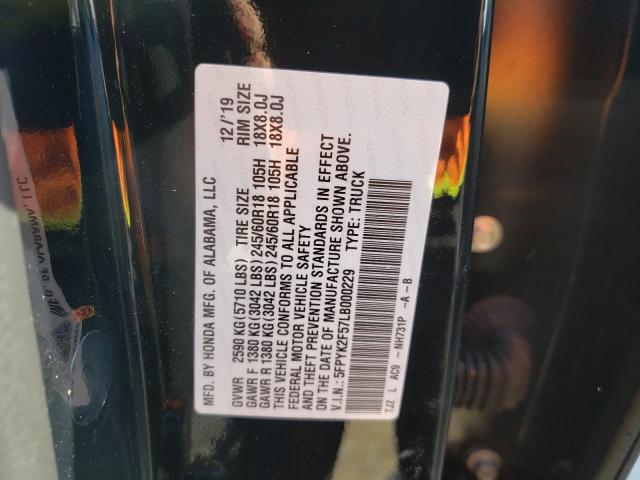 MFD. BY HONDA MFG. OF ALABAMA, LLC 12/'19
GVWR 2590 KG(5710 LBS) TIRE SIZE RIM SIZE
GAWR F 1380 KG(3042 LBS) 245/60R18 105H 18X8.0J
GAWR R 1380 KG(3042 LBS) 245/60R18 105H 18X8.0J
THIS VEHICLE CONFORMS TO ALL APPLICABLE
FEDERAL MOTOR VEHICLE SAFETY
AND THEFT PREVENTION STANDARDS IN EFFECT
ON THE DATE OF MANUFACTURE SHOWN ABOVE.
V.I.N.: 5FPYK2F57LB000229 TYPE: TRUCK
TJZ L AC9 -NH731P -A-B